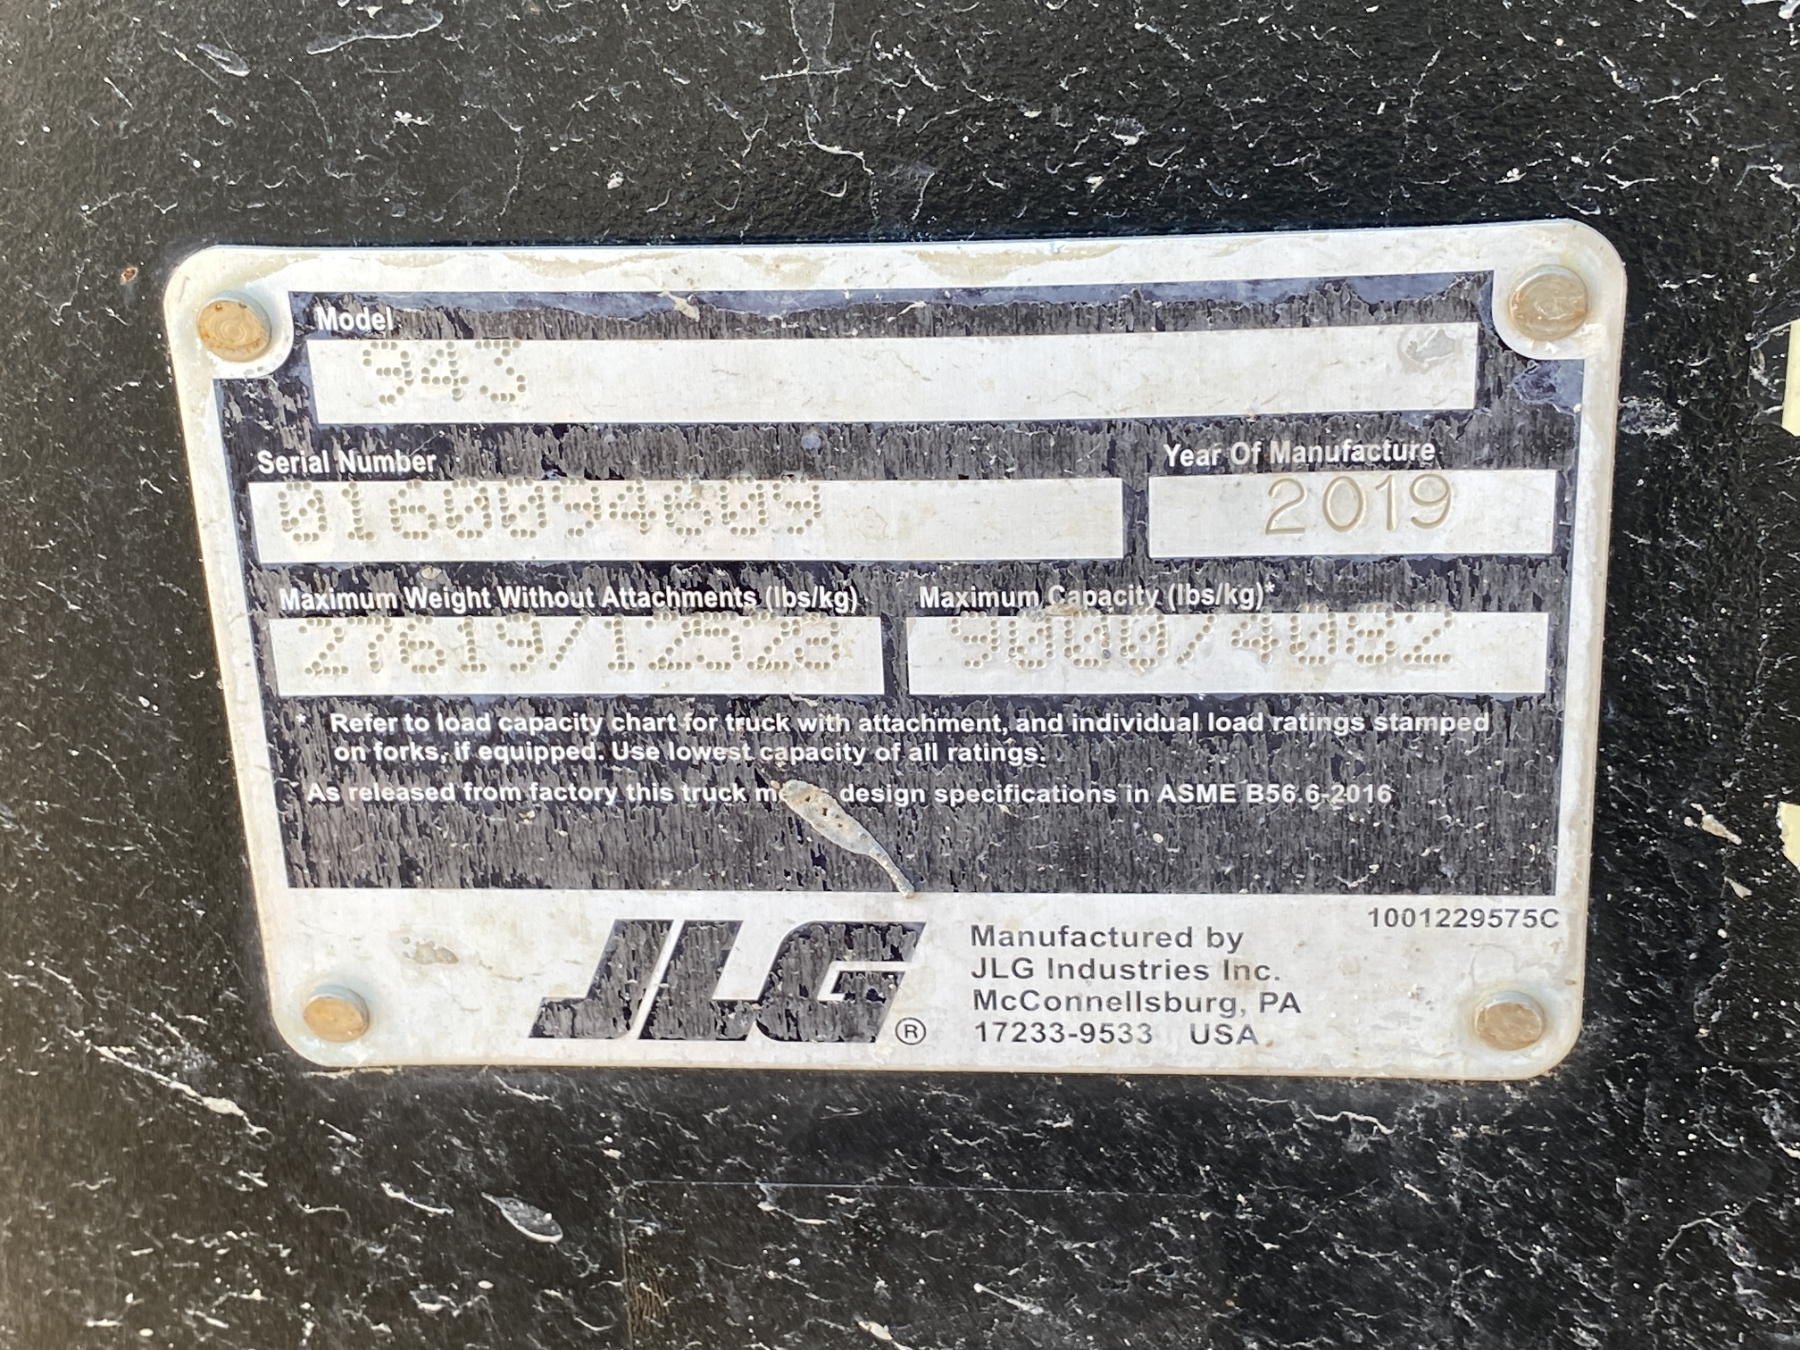 Model
943
Serial Number
0160094609
Year Of Manufacture
2019
Maximum Weight Without Attachments (lbs/kg)
27619/12528
Maximum Capacity (lbs/kg)*
9000/4082
* Refer to load capacity chart for truck with attachment, and individual load ratings stamped
on forks, if equipped. Use lowest capacity of all ratings.
*As released from factory this truck design specifications in ASME B56.6-2016
1001229575C
JLG ®
Manufactured by
JLG Industries Inc.
McConnellsburg, PA
17233-9533 USA